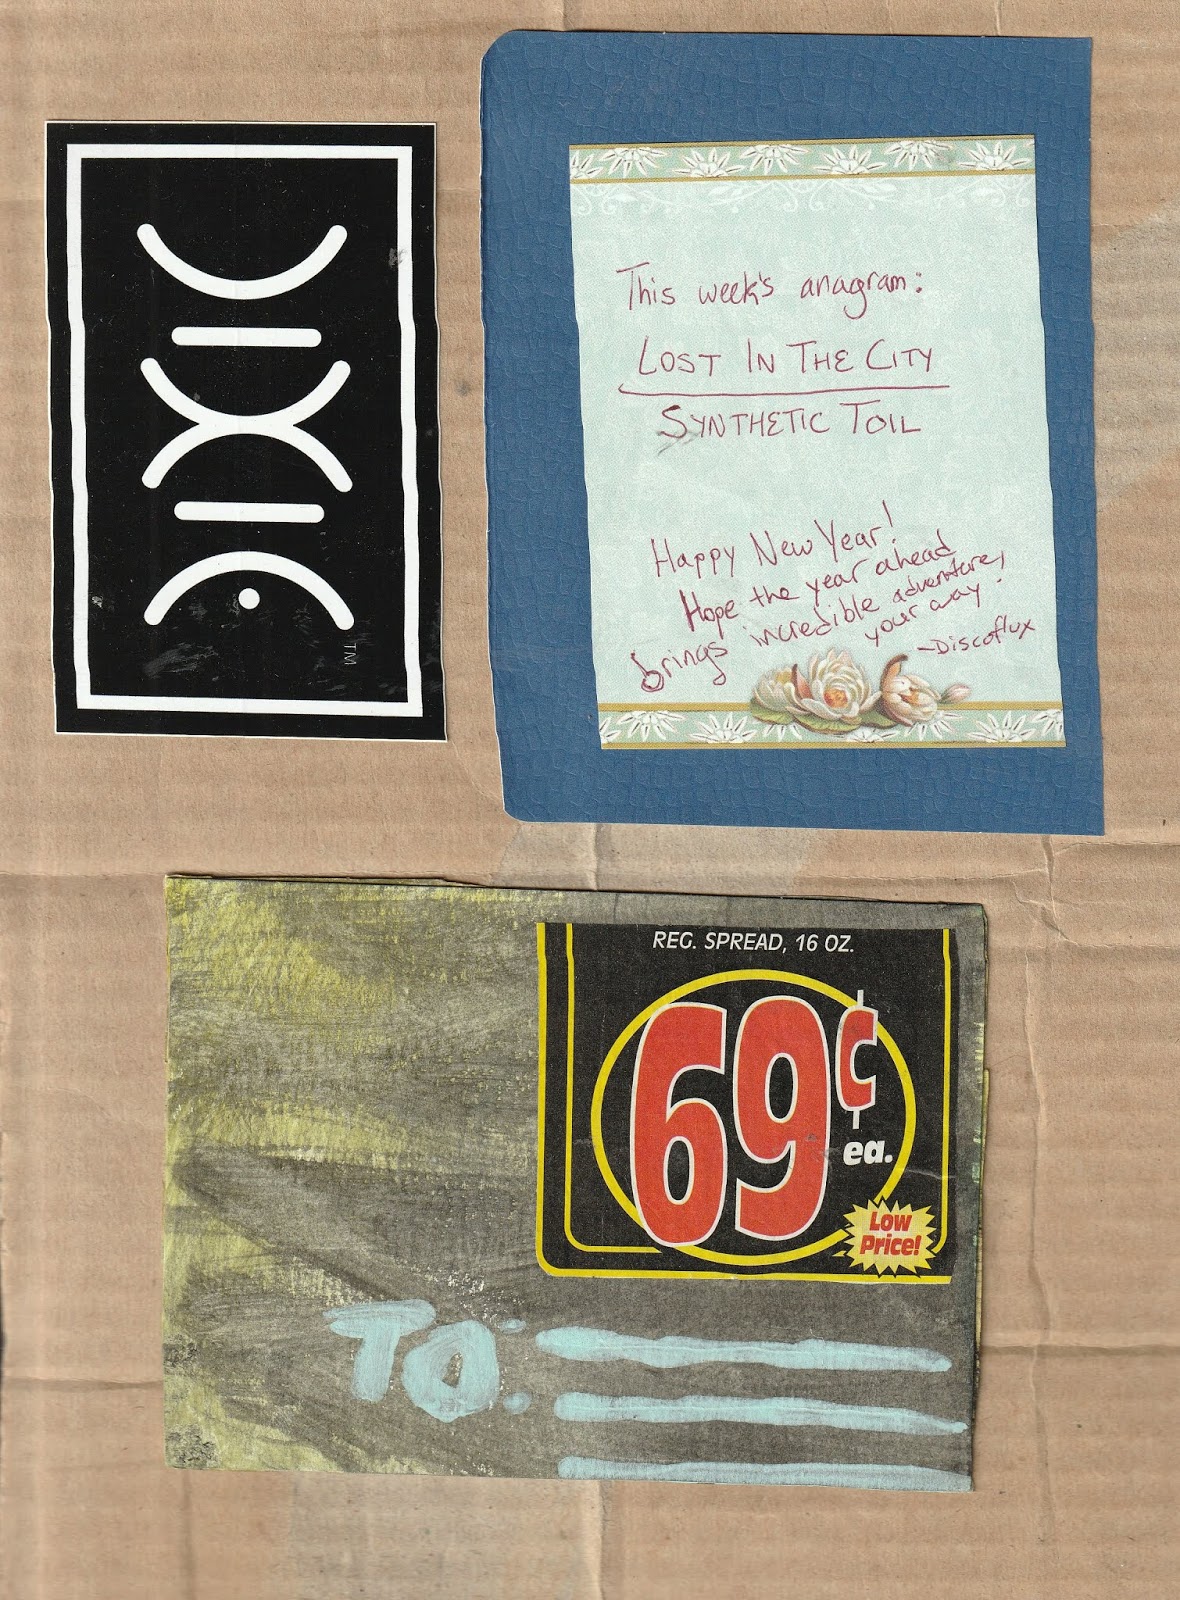 TM
This week's anagram:
LOST IN THE CITY
SYNTHETIC TOIL
Happy New Year!
Hope the year ahead
brings incredible adventures
your way.
-Discoflux
REG. SPREAD, 16 OZ.
69¢
ea.
Low
Price!
TO: